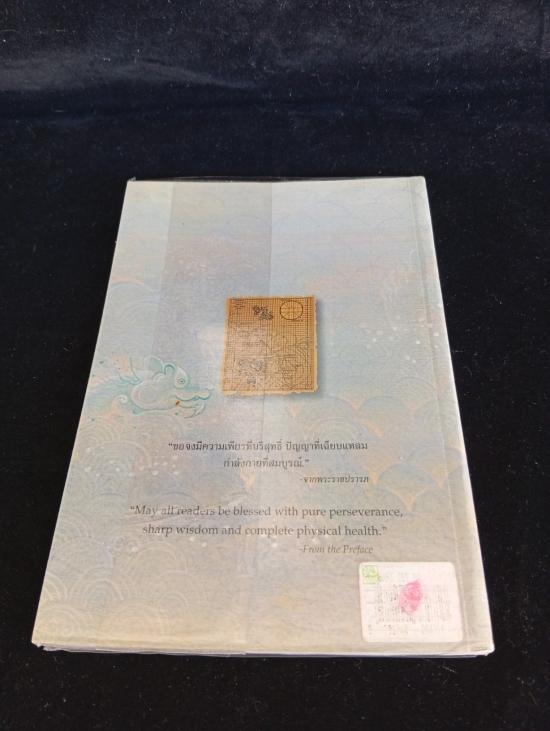 “ขอจงมีความเพียรที่บริสุทธิ์ ปัญญาที่เฉียบแหลม
กำลังกายที่สมบูรณ์.”
-จากพระราชปรารภ
“May all readers be blessed with pure perseverance,
sharp wisdom and complete physical health.”
-From the Preface